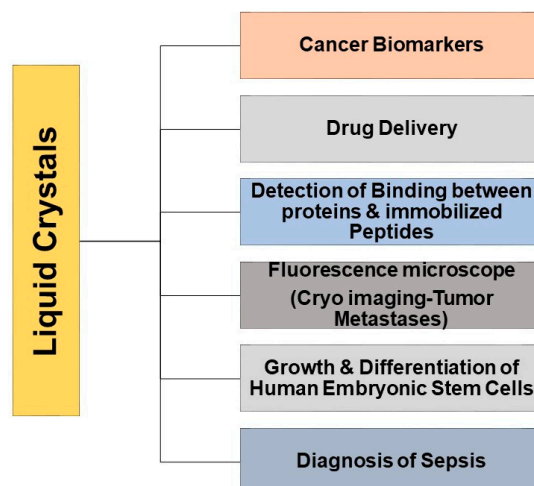 Liquid Crystals
Cancer Biomarkers
Drug Delivery
Detection of Binding between
proteins & immobilized
Peptides
Fluorescence microscope
(Cryo imaging-Tumor
Metastases)
Growth & Differentiation of
Human Embryonic Stem Cells
Diagnosis of Sepsis